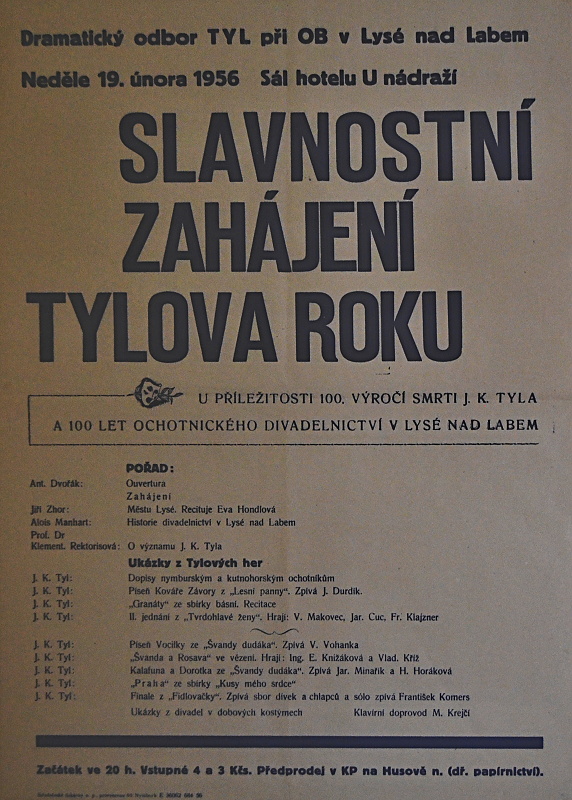 Dramatický odbor TYL při OB v Lysé nad Labem
Neděle 19. února 1956 Sál hotelu U nádraží
SLAVNOSTNÍ
ZAHÁJENÍ
TYLOVA ROKU
U PŘÍLEŽITOSTI 100. VÝROČÍ SMRTI J. K. TYLA
A 100 LET OCHOTNICKÉHO DIVADELNICTVÍ V LYSÉ NAD LABEM
POŘAD:
Ant. Dvořák: Ouvertura
Zahájení
Jiří Zhor: Městu Lysé. Recituje Eva Hondlová
Alois Manhart: Historie divadelnictví v Lysé nad Labem
Prof. Dr
Klement. Rektorisová: O významu J. K. Tyla
Ukázky z Tylových her
J. K. Tyl: Dopisy nymburským a kutnohorským ochotníkům
J. K. Tyl: Píseň Kováře Závory z „Lesní panny“. Zpívá J. Durdík.
J. K. Tyl: „Granáty“ ze sbírky básní. Recitace
J. K. Tyl: II. jednání z „Tvrdohlavé ženy“. Hrají: V. Makovec, Jar. Cuc, Fr. Klajzner
J. K. Tyl: Píseň Vocilky ze „Švandy dudáka“. Zpívá V. Vohanka
J. K. Tyl: „Švanda a Rosava“ ve vězení. Hrají: Ing. E. Knižáková a Vlad. Kříž
J. K. Tyl: Kalafuna a Dorotka ze „Švandy dudáka“. Zpívá Jar. Minařík a H. Horáková
J. K. Tyl: „Praha“ ze sbírky „Kusy mého srdce“
J. K. Tyl: Finale z „Fidlovačky“. Zpívá sbor dívek a chlapců a sólo zpívá František Komers
Ukázky z divadel v dobových kostýmech Klavírní doprovod M. Krejčí
Začátek ve 20 h. Vstupné 4 a 3 Kčs. Předprodej v KP na Husově n. (dř. papírnictví).